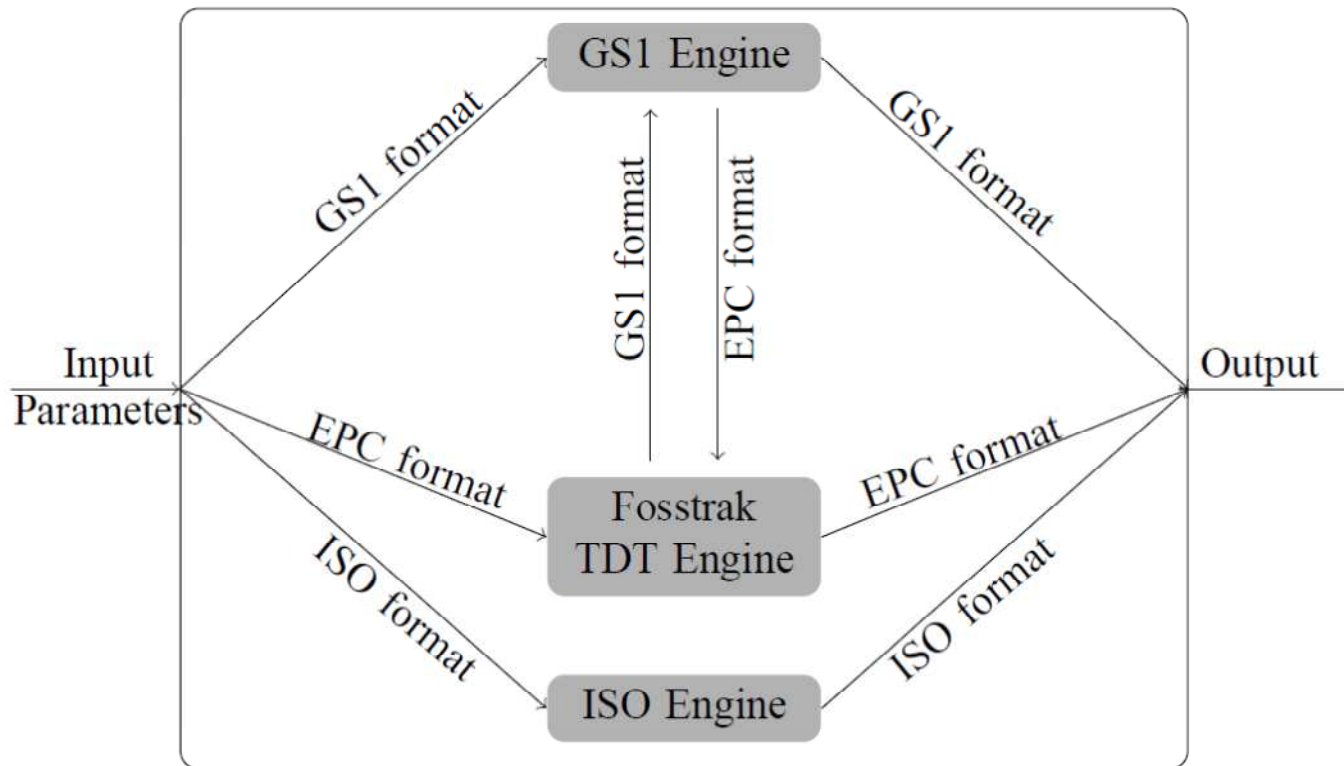 GS1 Engine
GS1 format
GS1 format
GS1 format
EPC format
Input
Parameters
Output
EPC format
EPC format
Fosstrak
TDT Engine
ISO format
ISO format
ISO Engine